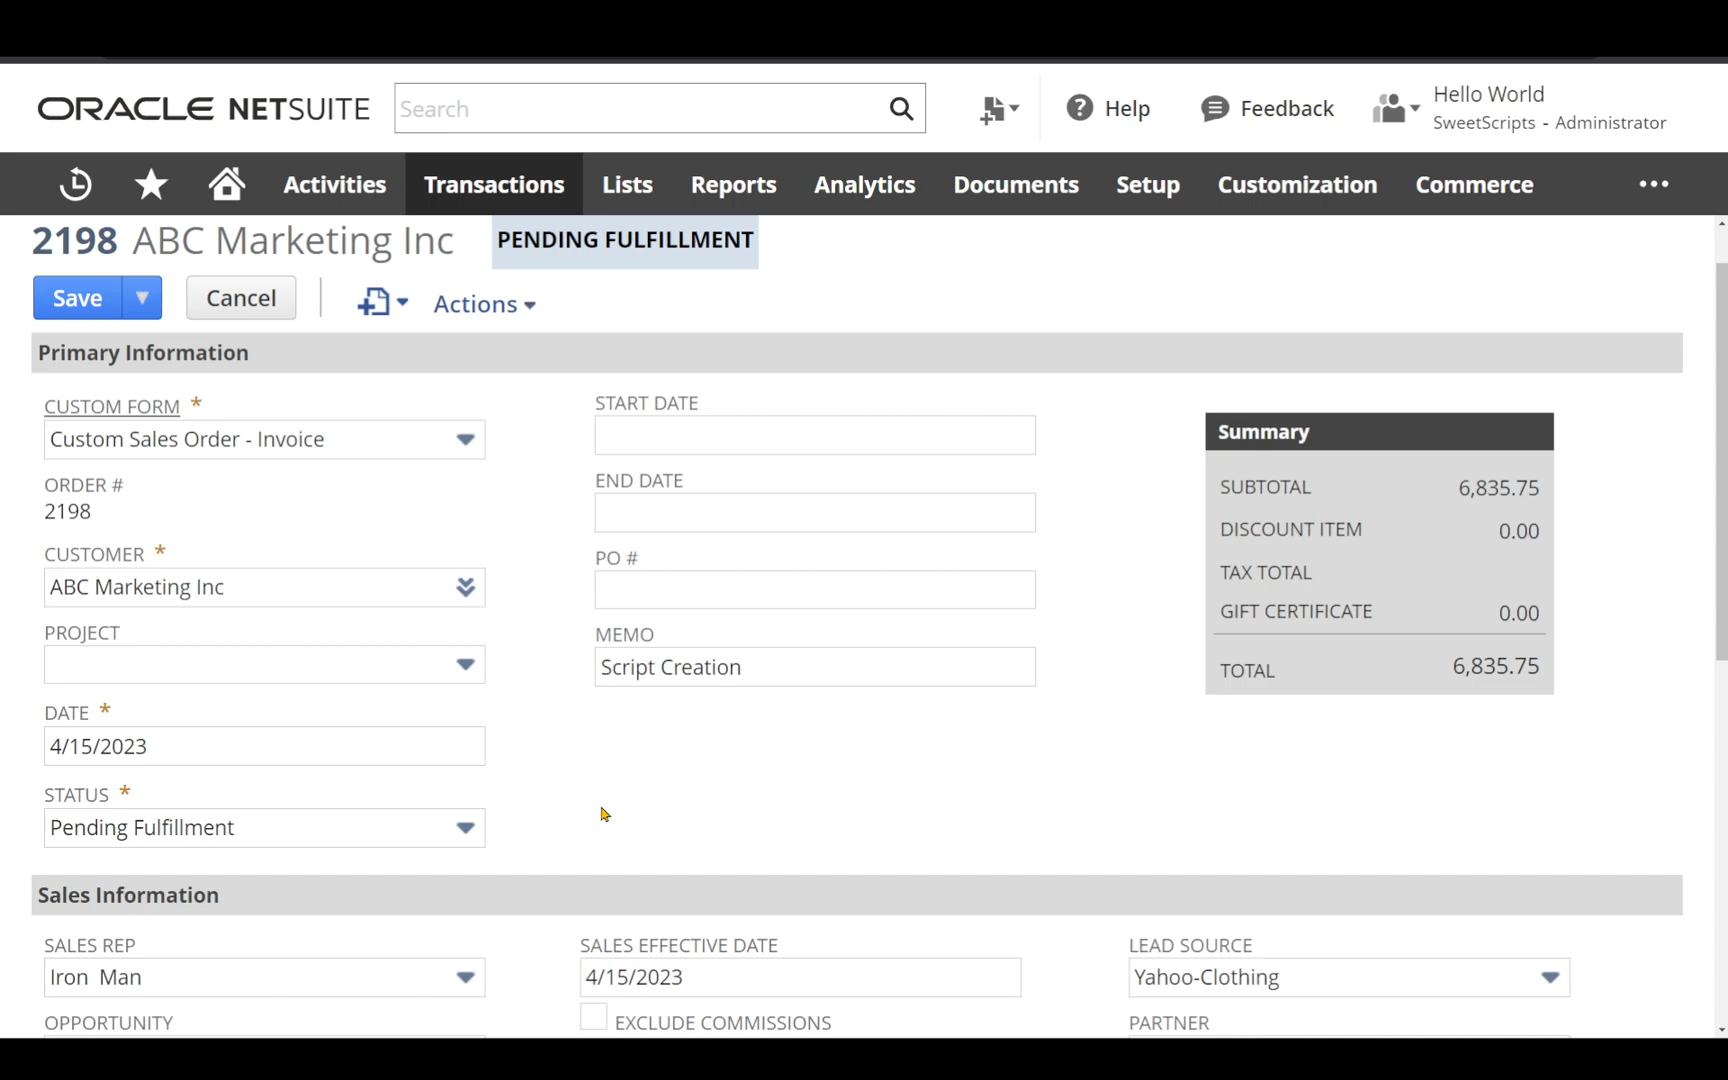 ORACLE NETSUITE Search Help Feedback Hello World
SweetScripts - Administrator
Activities Transactions Lists Reports Analytics Documents Setup Customization Commerce
2198 ABC Marketing Inc PENDING FULFILLMENT
Save Cancel Actions
Primary Information
CUSTOM FORM *
Custom Sales Order - Invoice
ORDER #
2198
CUSTOMER *
ABC Marketing Inc
PROJECT
DATE *
4/15/2023
STATUS *
Pending Fulfillment
START DATE
END DATE
PO #
MEMO
Script Creation
Summary
SUBTOTAL 6,835.75
DISCOUNT ITEM 0.00
TAX TOTAL
GIFT CERTIFICATE 0.00
TOTAL 6,835.75
Sales Information
SALES REP
Iron Man
OPPORTUNITY
SALES EFFECTIVE DATE
4/15/2023
EXCLUDE COMMISSIONS
LEAD SOURCE
Yahoo-Clothing
PARTNER